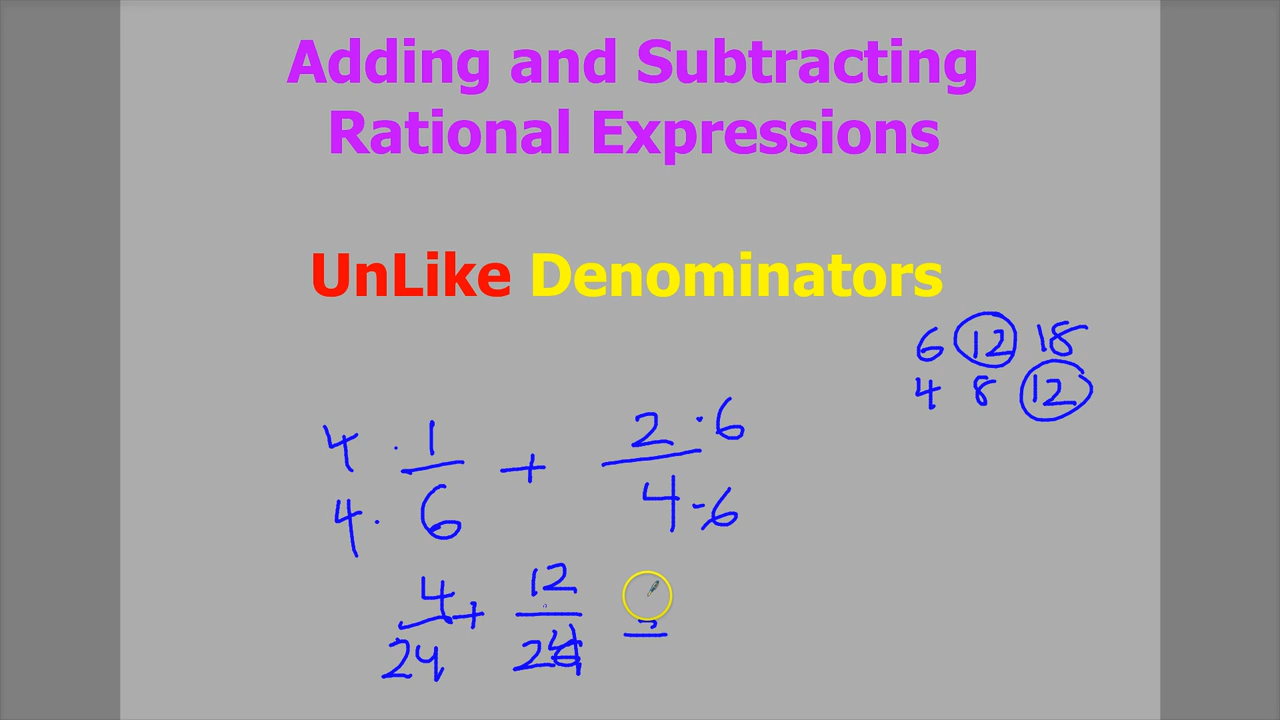 Adding and Subtracting
Rational Expressions
UnLike Denominators
6 12 18
4 8 12
4 · 1/6 + 2 · 6
4 · 6 4 · 6
4/24 + 12/24 =